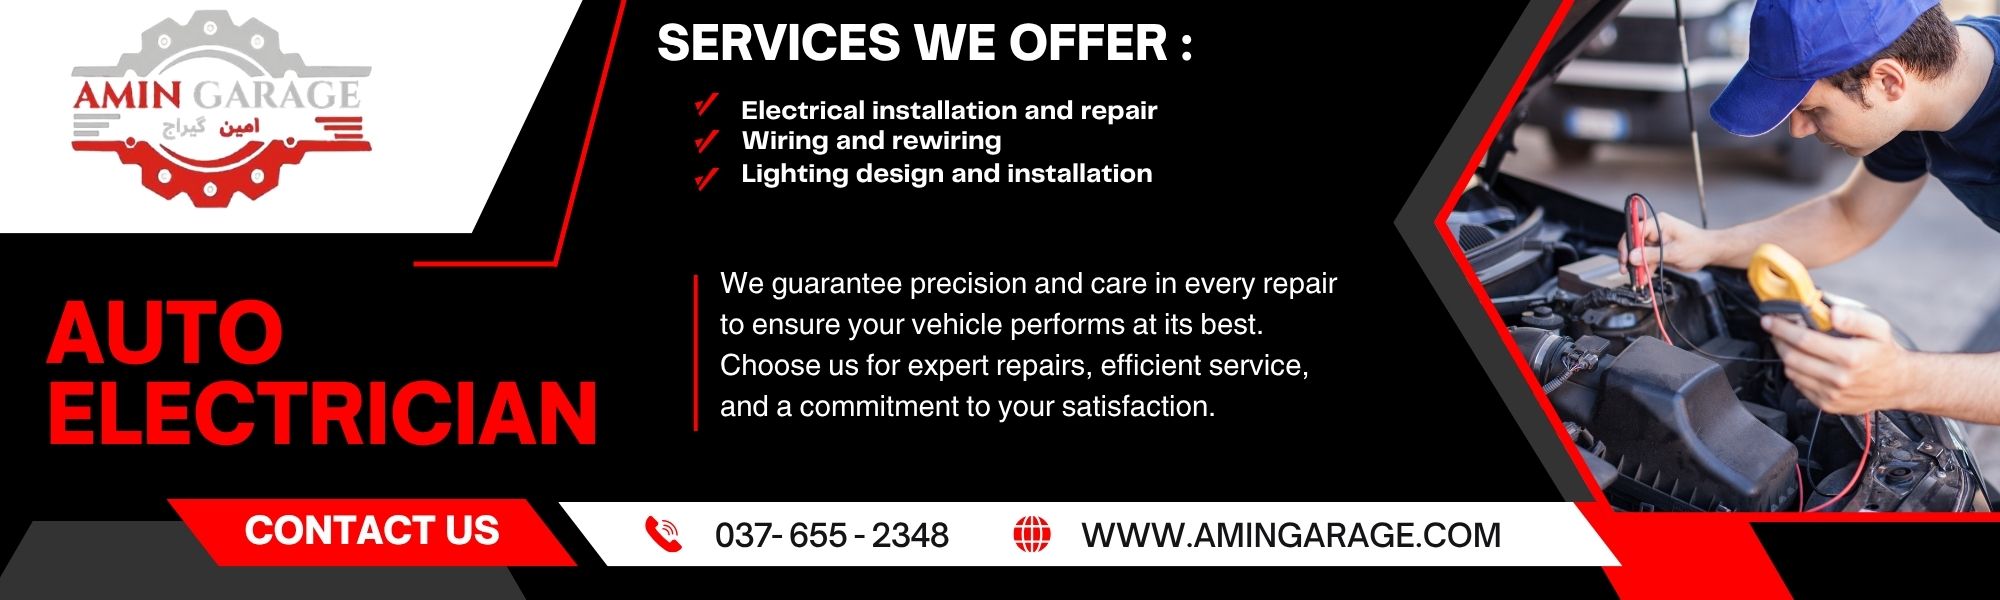 AMIN GARAGE
امین گیراج
SERVICES WE OFFER :
Electrical installation and repair
Wiring and rewiring
Lighting design and installation
AUTO
ELECTRICIAN
We guarantee precision and care in every repair
to ensure your vehicle performs at its best.
Choose us for expert repairs, efficient service,
and a commitment to your satisfaction.
CONTACT US
037- 655 - 2348
WWW.AMINGARAGE.COM